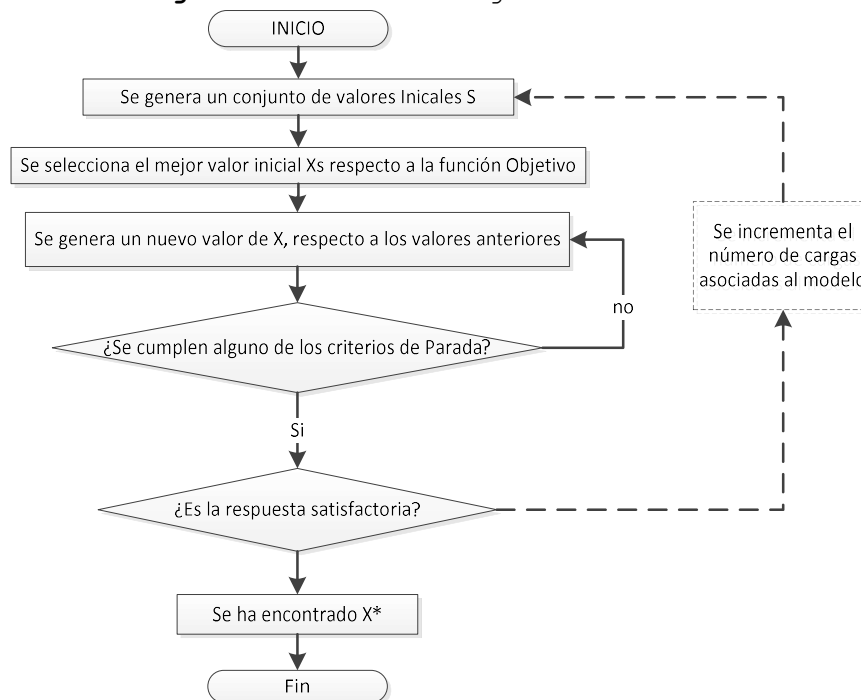 INICIO
Se genera un conjunto de valores Inicales S
Se selecciona el mejor valor inicial Xs respecto a la función Objetivo
Se genera un nuevo valor de X, respecto a los valores anteriores
Se incrementa el
número de cargas
asociadas al modelo
no
¿Se cumplen alguno de los criterios de Parada?
Si
¿Es la respuesta satisfactoria?
Se ha encontrado X*
Fin